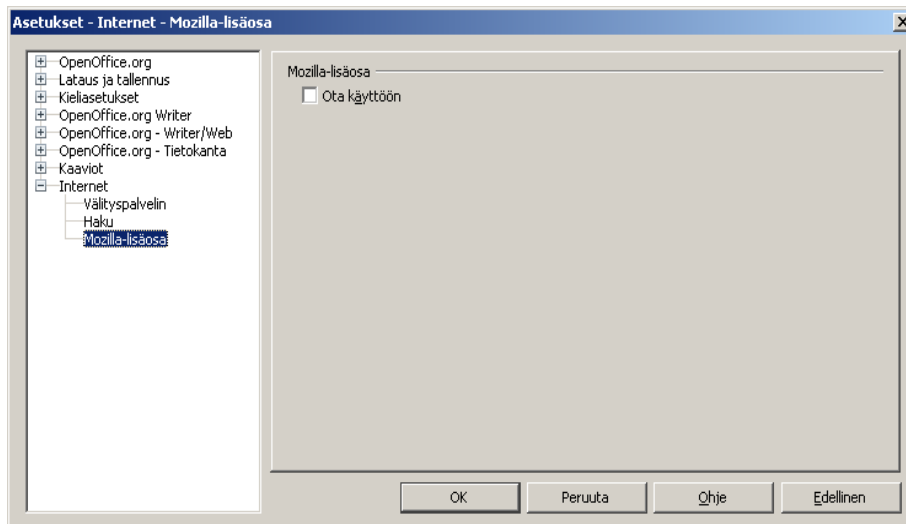 Asetukset - Internet - Mozilla-lisäosa
OpenOffice.org
Lataus ja tallennus
Kieliasetukset
OpenOffice.org Writer
OpenOffice.org - Writer/Web
OpenOffice.org - Tietokanta
Kaaviot
Internet
Välityspalvelin
Haku
Mozilla-lisäosa
Mozilla-lisäosa
Ota käyttöön
OK Peruuta Ohje Edellinen